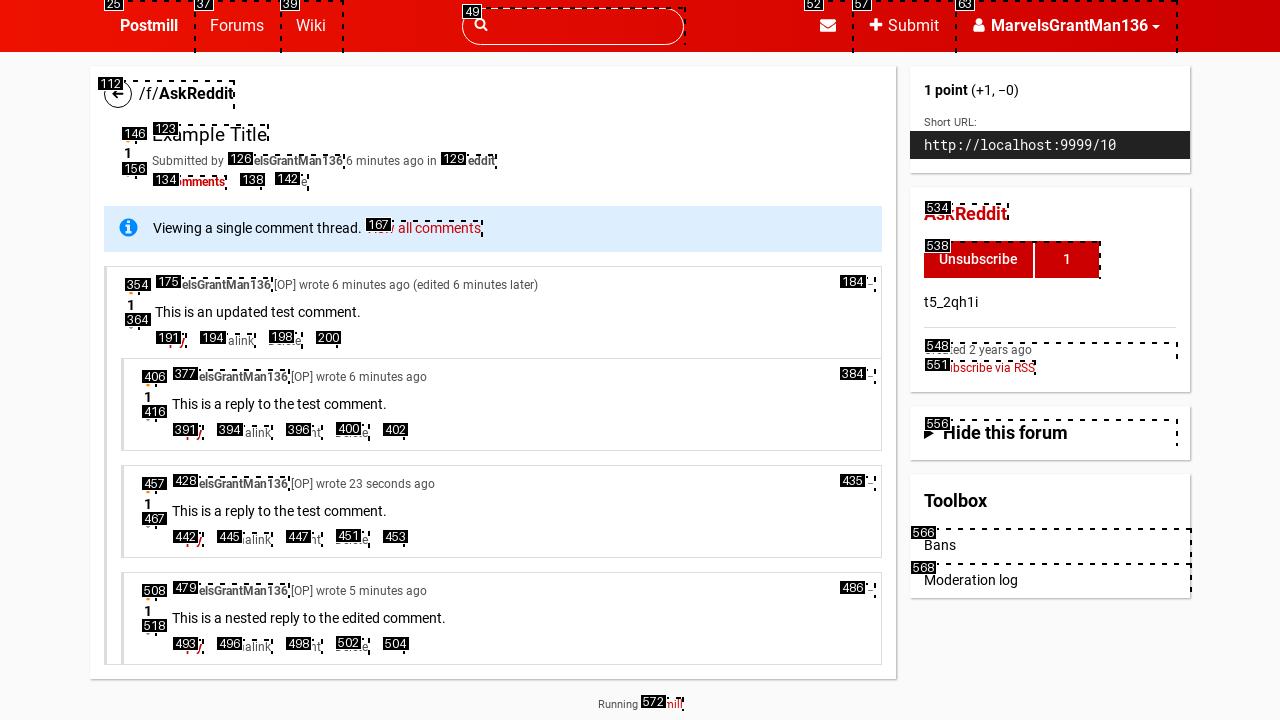 25 37 39 49 52 57 63
Postmill Forums Wiki Submit MarvelsGrantMan136
112 /f/AskReddit
123 Example Title
146
1
156
Submitted by 126 elsGrantMan136 6 minutes ago in 129 eddit
134 mments 138 142 e
Viewing a single comment thread. 167 all comments
354 175 elsGrantMan136 [OP] wrote 6 minutes ago (edited 6 minutes later) 184
1
364 This is an updated test comment.
191 194 alink 198 200
406 377 elsGrantMan136 [OP] wrote 6 minutes ago 384
1
416 This is a reply to the test comment.
391 394 alink 396 nt 400 402
457 428 elsGrantMan136 [OP] wrote 23 seconds ago 435
1
467 This is a reply to the test comment.
442 445 alink 447 nt 451 453
508 479 elsGrantMan136 [OP] wrote 5 minutes ago 486
1
518 This is a nested reply to the edited comment.
493 496 alink 498 nt 502 504
1 point (+1, −0)
Short URL:
http://localhost:9999/10
534 AskReddit
538
Unsubscribe 1
t5_2qh1i
548 ted 2 years ago
551 bscribe via RSS
556 Hide this forum
Toolbox
566
Bans
568
Moderation log
Running 572 mill